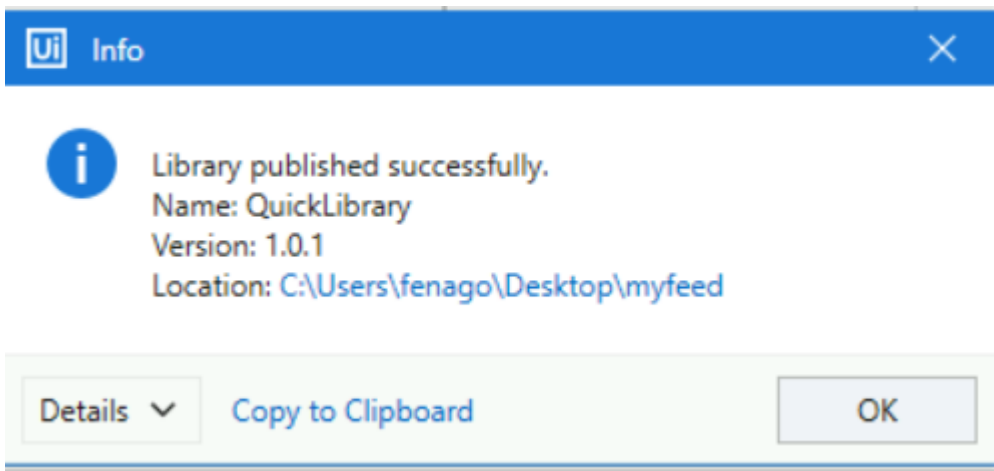 Ui Info
Library published successfully.
Name: QuickLibrary
Version: 1.0.1
Location: C:\Users\fenago\Desktop\myfeed
Details Copy to Clipboard OK